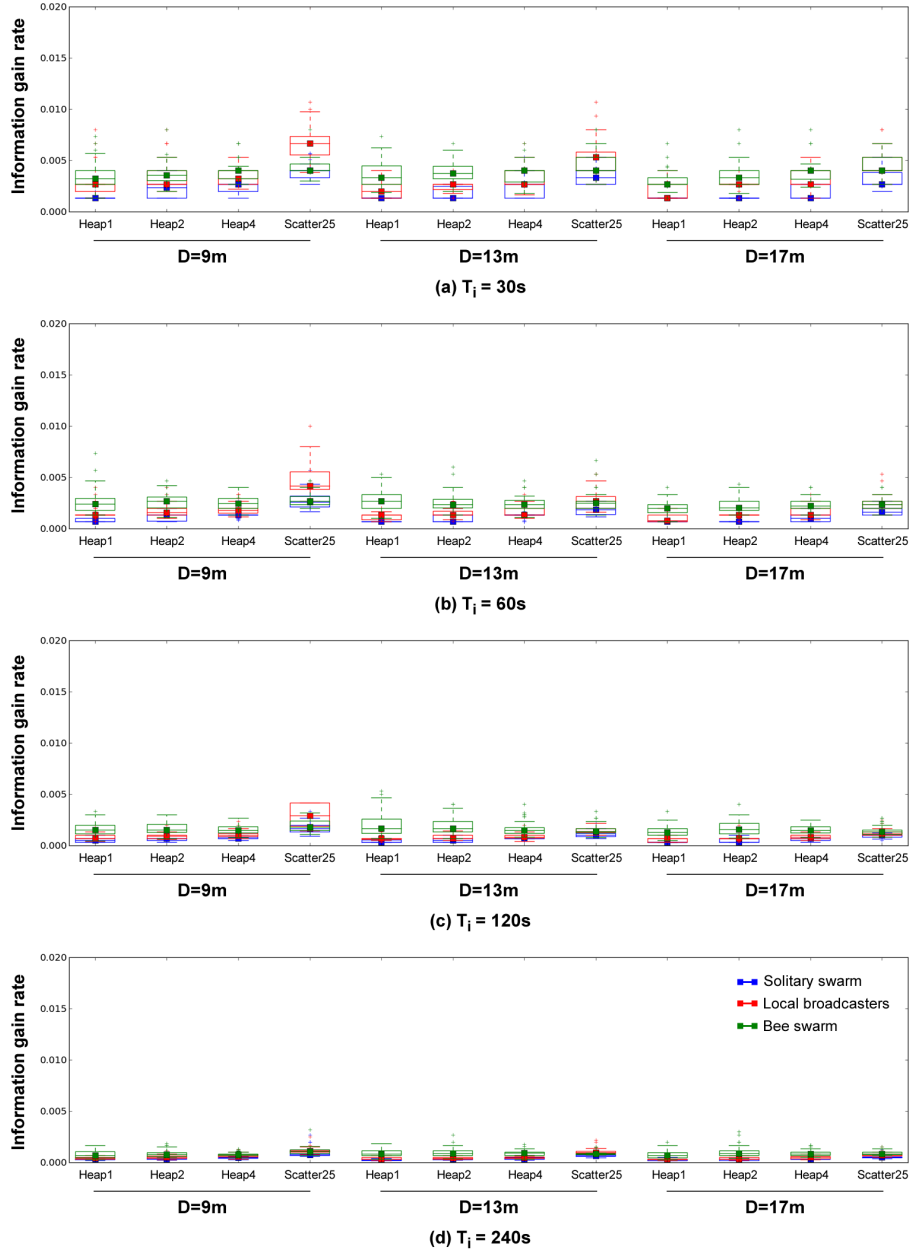 Information gain rate
0.020
0.015
0.010
0.005
0.000
Heap1 Heap2 Heap4 Scatter25 Heap1 Heap2 Heap4 Scatter25 Heap1 Heap2 Heap4 Scatter25
D=9m D=13m D=17m
(a) T_i = 30s
Information gain rate
0.020
0.015
0.010
0.005
0.000
Heap1 Heap2 Heap4 Scatter25 Heap1 Heap2 Heap4 Scatter25 Heap1 Heap2 Heap4 Scatter25
D=9m D=13m D=17m
(b) T_i = 60s
Information gain rate
0.020
0.015
0.010
0.005
0.000
Heap1 Heap2 Heap4 Scatter25 Heap1 Heap2 Heap4 Scatter25 Heap1 Heap2 Heap4 Scatter25
D=9m D=13m D=17m
(c) T_i = 120s
Information gain rate
0.020
0.015
0.010
0.005
0.000
Solitary swarm
Local broadcasters
Bee swarm
Heap1 Heap2 Heap4 Scatter25 Heap1 Heap2 Heap4 Scatter25 Heap1 Heap2 Heap4 Scatter25
D=9m D=13m D=17m
(d) T_i = 240s